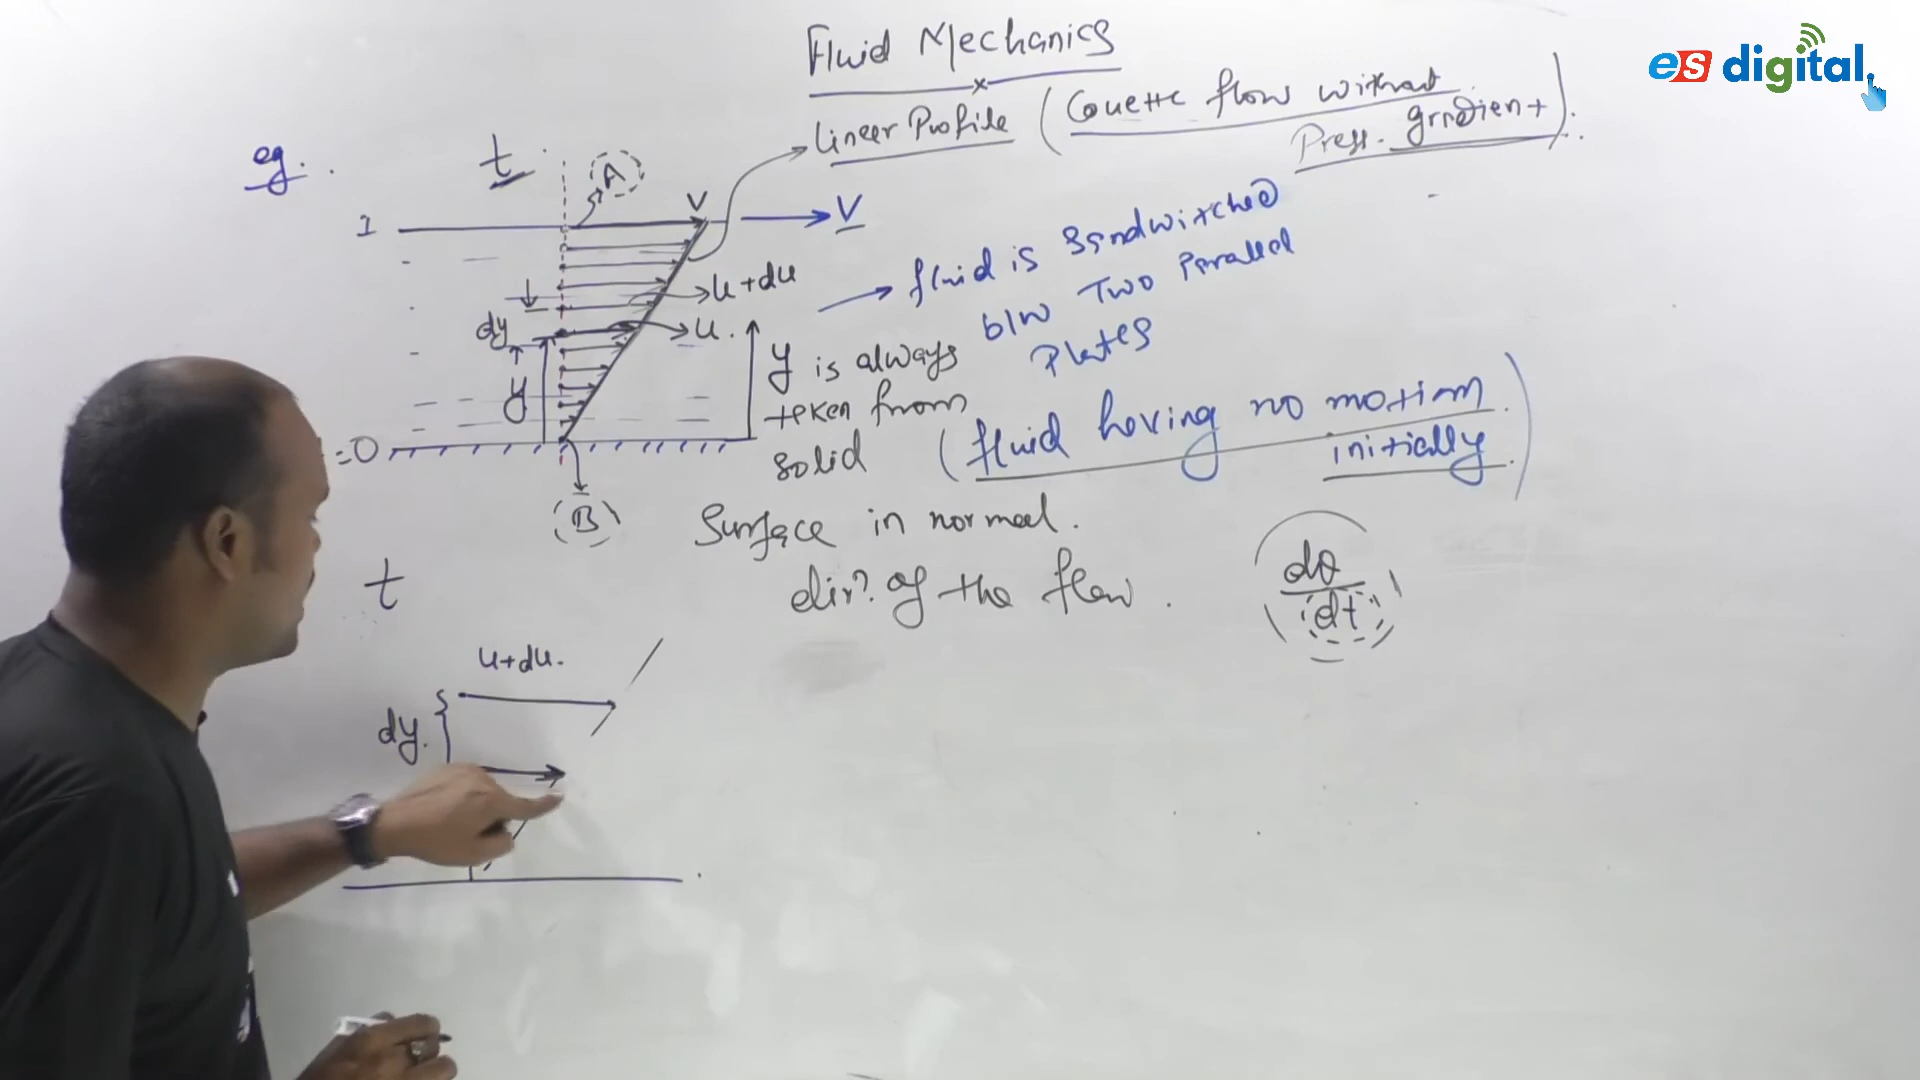 Fluid Mechanics
es digital.
Linear Profile (Couette flow without
Press. gradient).
eg.
t
A
1
V
V
u+du
dy
u.
y
fluid is sandwitched
b/w Two Parallel
Plates
y is always
taken from
solid
(fluid having no motion
initially)
=0
B
Surface in normal.
dirn. of the flow.
dθ
dt
t
u+du.
dy.